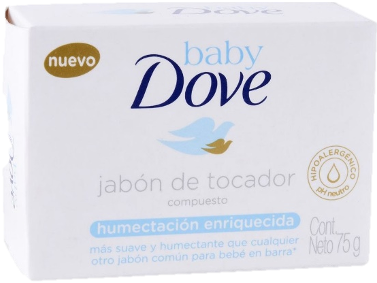 nuevo
baby
Dove
jabón de tocador
compuesto
humectación enriquecida
más suave y humectante que cualquier
otro jabón común para bebé en barra*
HIPOALERGÉNICO
pH neutro
Cont.
Neto 75g